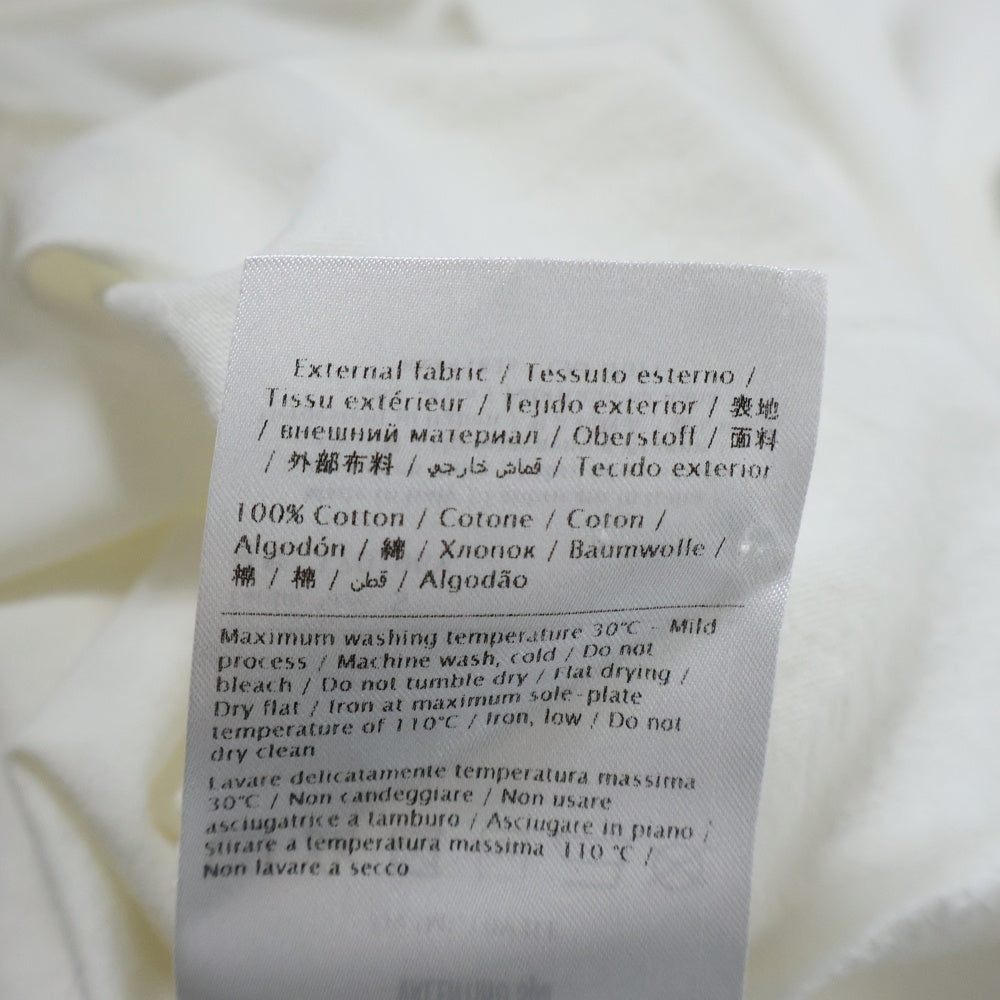 External fabric / Tessuto esterno /
Tissu extérieur / Tejido exterior / 表地
/ внешний материал / Oberstoff / 面料
/ 外部布料 / قماش خارجي / Tecido exterior
100% Cotton / Cotone / Coton /
Algodón / 綿 / Хлопок / Baumwolle /
棉 / 棉 / قطن / Algodão
Maximum washing temperature 30°C - Mild
process / Machine wash, cold / Do not
bleach / Do not tumble dry / Flat drying /
Dry flat / Iron at maximum sole-plate
temperature of 110°C / Iron, low / Do not
dry clean
Lavare delicatamente temperatura massima
30°C / Non candeggiare / Non usare
asciugatrice a tamburo / Asciugare in piano /
Stirare a temperatura massima 110 °C /
Non lavare a secco